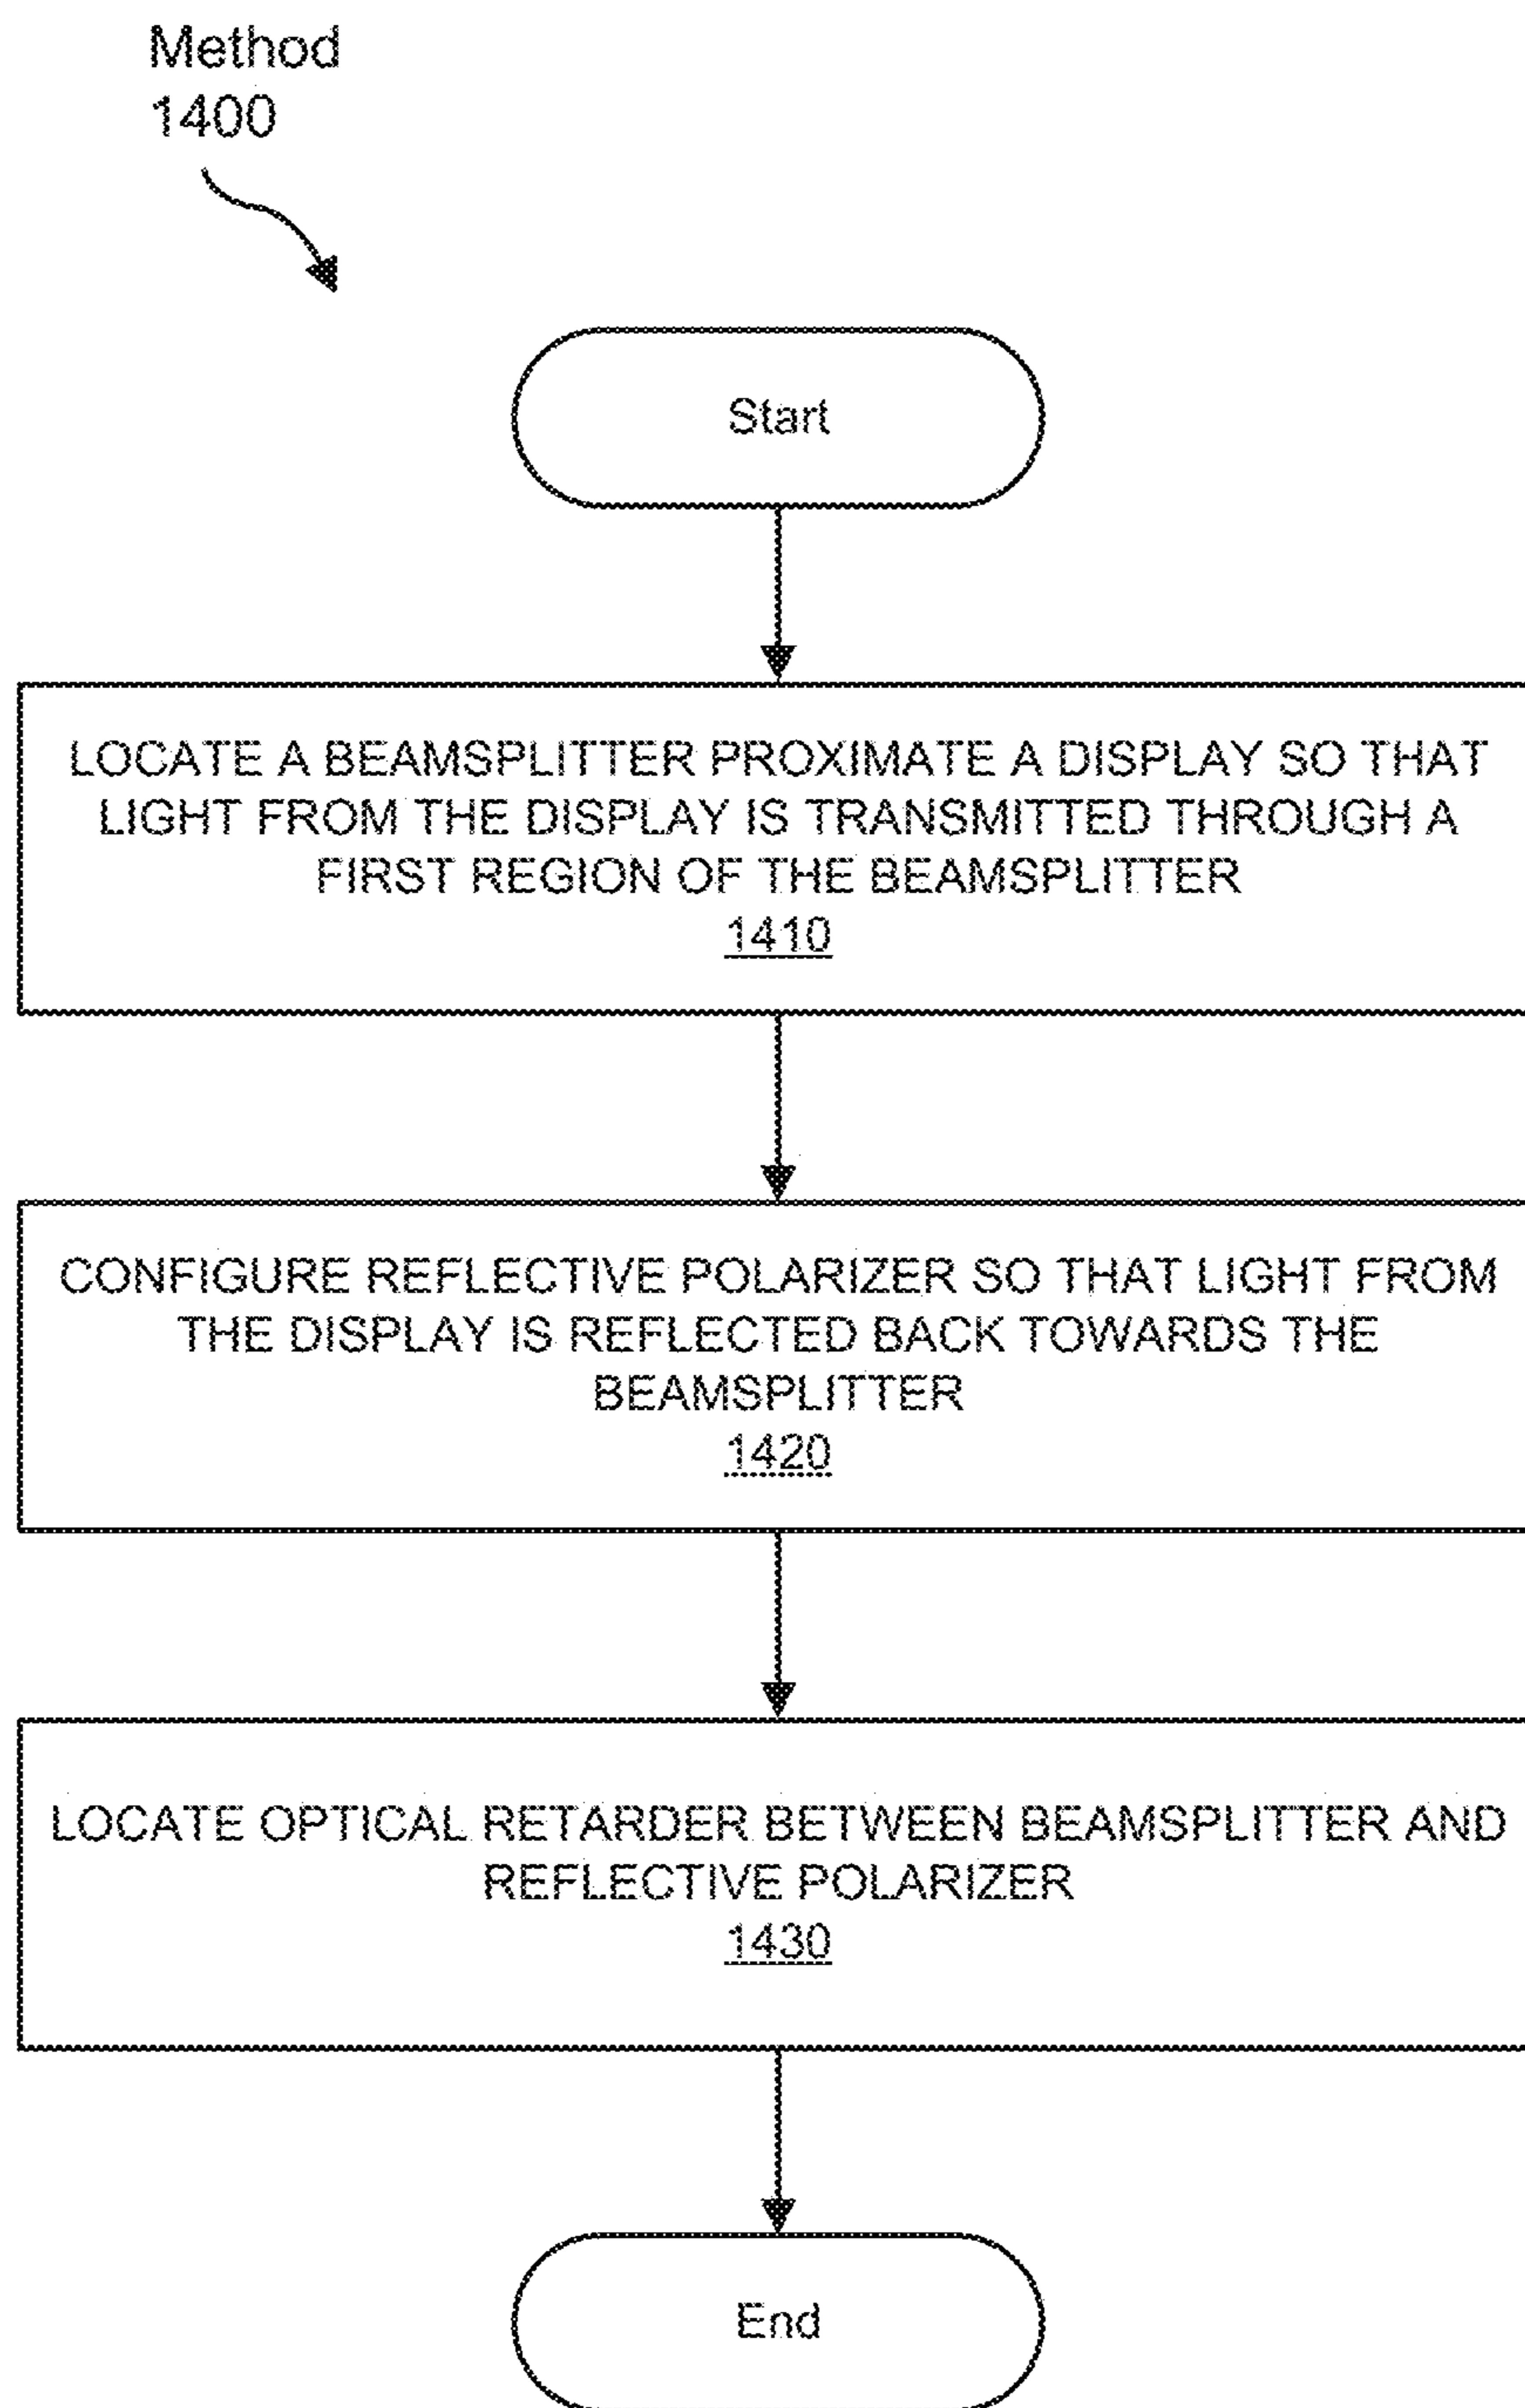 Method
1400
Start
LOCATE A BEAMSPLITTER PROXIMATE A DISPLAY SO THAT
LIGHT FROM THE DISPLAY IS TRANSMITTED THROUGH A
FIRST REGION OF THE BEAMSPLITTER
1410
CONFIGURE REFLECTIVE POLARIZER SO THAT LIGHT FROM
THE DISPLAY IS REFLECTED BACK TOWARDS THE
BEAMSPLITTER
1420
LOCATE OPTICAL RETARDER BETWEEN BEAMSPLITTER AND
REFLECTIVE POLARIZER
1430
End